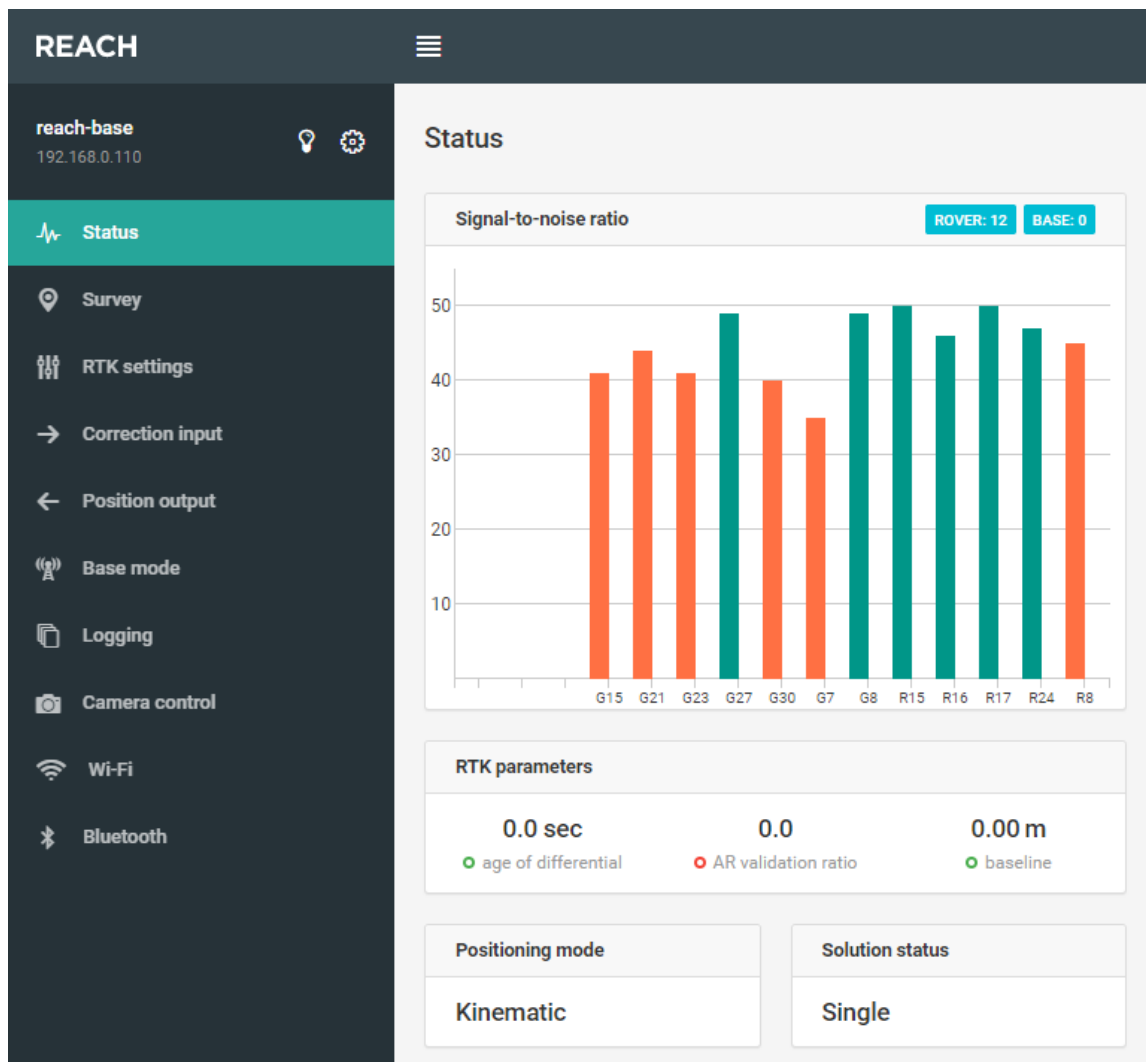 REACH
reach-base
192.168.0.110
Status
Survey
RTK settings
Correction input
Position output
Base mode
Logging
Camera control
Wi-Fi
Bluetooth
Status
Signal-to-noise ratio
ROVER: 12 BASE: 0
50
40
30
20
10
G15 G21 G23 G27 G30 G7 G8 R15 R16 R17 R24 R8
RTK parameters
0.0 sec 0.0 0.00 m
age of differential AR validation ratio baseline
Positioning mode
Kinematic
Solution status
Single